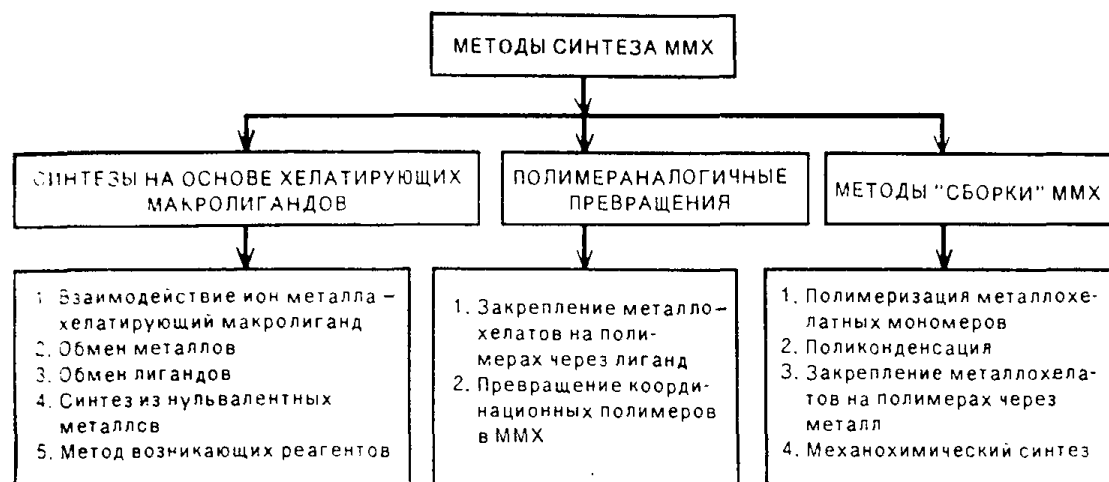 МЕТОДЫ СИНТЕЗА ММХ
СИНТЕЗЫ НА ОСНОВЕ ХЕЛАТИРУЮЩИХ
МАКРОЛИГАНДОВ
ПОЛИМЕРАНАЛОГИЧНЫЕ
ПРЕВРАЩЕНИЯ
МЕТОДЫ "СБОРКИ" ММХ
1. Взаимодействие ион металла –
хелатирующий макролиганд
2. Обмен металлов
3. Обмен лигандов
4. Синтез из нульвалентных
металлов
5. Метод возникающих реагентов
1. Закрепление металло–
хелатов на поли-
мерах через лиганд
2. Превращение коорди-
национных полимеров
в ММХ
1. Полимеризация металлохе-
латных мономеров
2. Поликонденсация
3. Закрепление металлохела-
тов на полимерах через
металл
4. Механохимический синтез